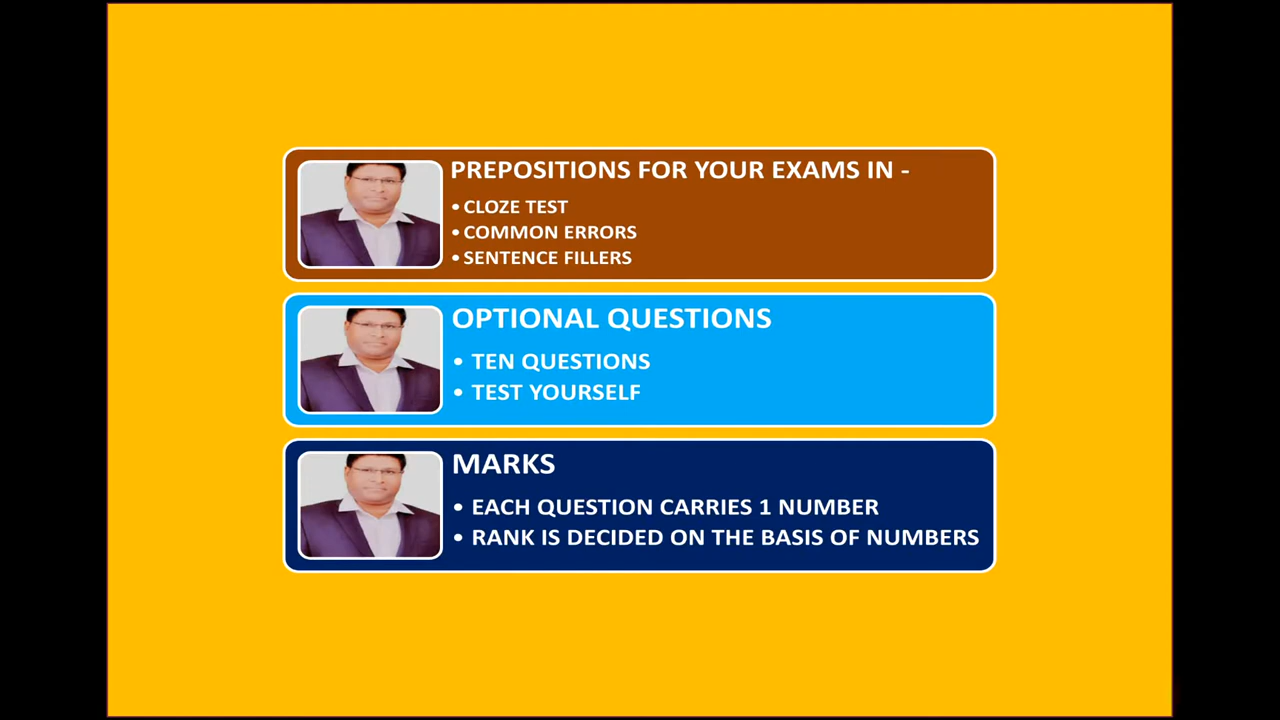 PREPOSITIONS FOR YOUR EXAMS IN -
• CLOZE TEST
• COMMON ERRORS
• SENTENCE FILLERS
OPTIONAL QUESTIONS
• TEN QUESTIONS
• TEST YOURSELF
MARKS
• EACH QUESTION CARRIES 1 NUMBER
• RANK IS DECIDED ON THE BASIS OF NUMBERS